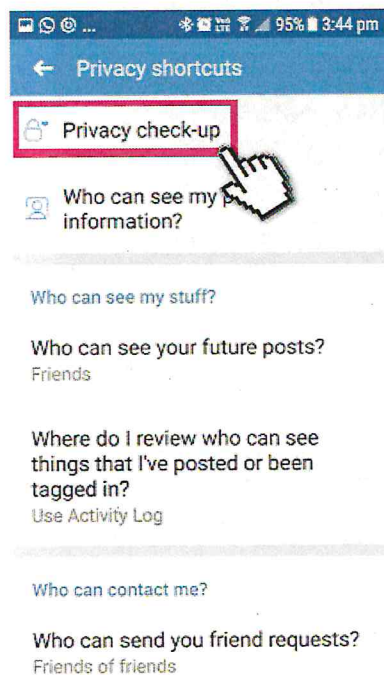 ... VoLTE 95% 3:44 pm
Privacy shortcuts
Privacy check-up
Who can see my
information?
Who can see my stuff?
Who can see your future posts?
Friends
Where do I review who can see
things that I've posted or been
tagged in?
Use Activity Log
Who can contact me?
Who can send you friend requests?
Friends of friends